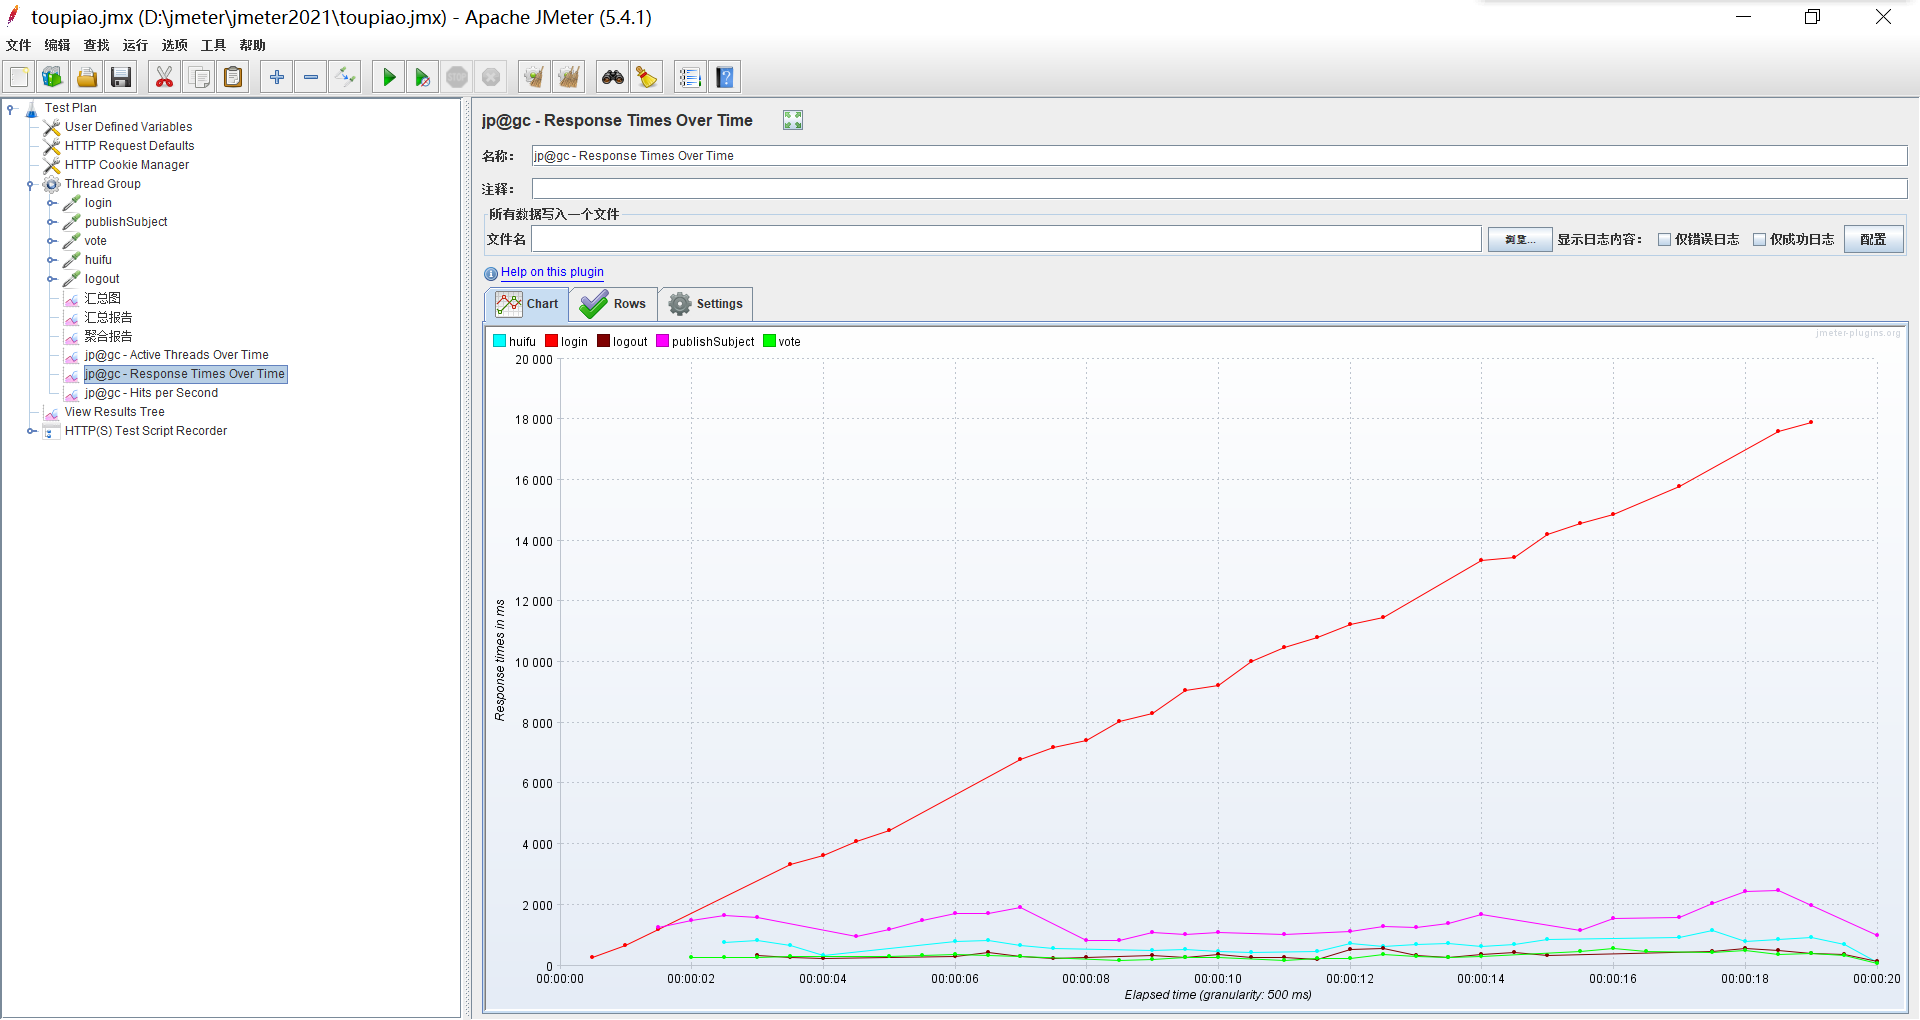 toupiao.jmx (D:\jmeter\jmeter2021\toupiao.jmx) - Apache JMeter (5.4.1)
文件 编辑 查找 运行 选项 工具 帮助
STOP
Test Plan
User Defined Variables
HTTP Request Defaults
HTTP Cookie Manager
Thread Group
login
publishSubject
vote
huifu
logout
汇总图
汇总报告
聚合报告
jp@gc - Active Threads Over Time
jp@gc - Response Times Over Time
jp@gc - Hits per Second
View Results Tree
HTTP(S) Test Script Recorder
jp@gc - Response Times Over Time
名称： jp@gc - Response Times Over Time
注释：
所有数据写入一个文件
文件名 浏览... 显示日志内容： 仅错误日志 仅成功日志 配置
Help on this plugin
Chart Rows Settings
jmeter-plugins.org
huifu login logout publishSubject vote
20 000
18 000
16 000
14 000
12 000
10 000
8 000
6 000
4 000
2 000
0
Response times in ms
00:00:00 00:00:02 00:00:04 00:00:06 00:00:08 00:00:10 00:00:12 00:00:14 00:00:16 00:00:18 00:00:20
Elapsed time (granularity: 500 ms)